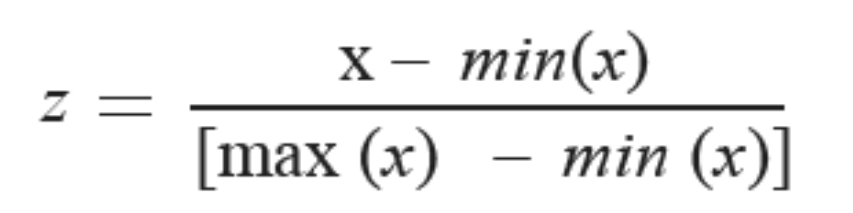 z = x – min(x)
[max (x) – min (x)]